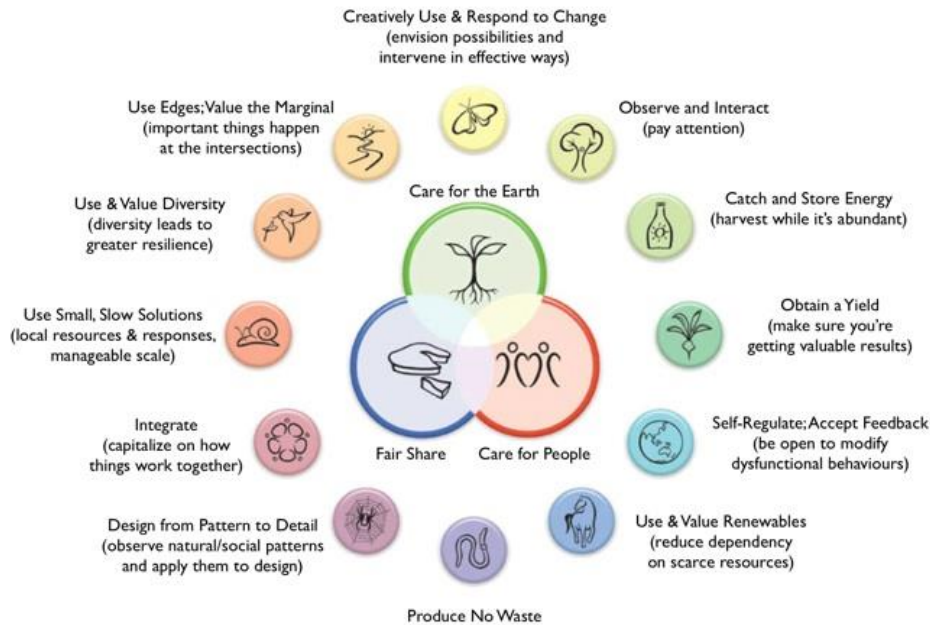 Creatively Use & Respond to Change
(envision possibilities and
intervene in effective ways)
Use Edges; Value the Marginal
(important things happen
at the intersections)
Observe and Interact
(pay attention)
Care for the Earth
Use & Value Diversity
(diversity leads to
greater resilience)
Catch and Store Energy
(harvest while it's abundant)
Use Small, Slow Solutions
(local resources & responses,
manageable scale)
Obtain a Yield
(make sure you're
getting valuable results)
Integrate
(capitalize on how
things work together)
Fair Share
Care for People
Self-Regulate; Accept Feedback
(be open to modify
dysfunctional behaviours)
Design from Pattern to Detail
(observe natural/social patterns
and apply them to design)
Use & Value Renewables
(reduce dependency
on scarce resources)
Produce No Waste